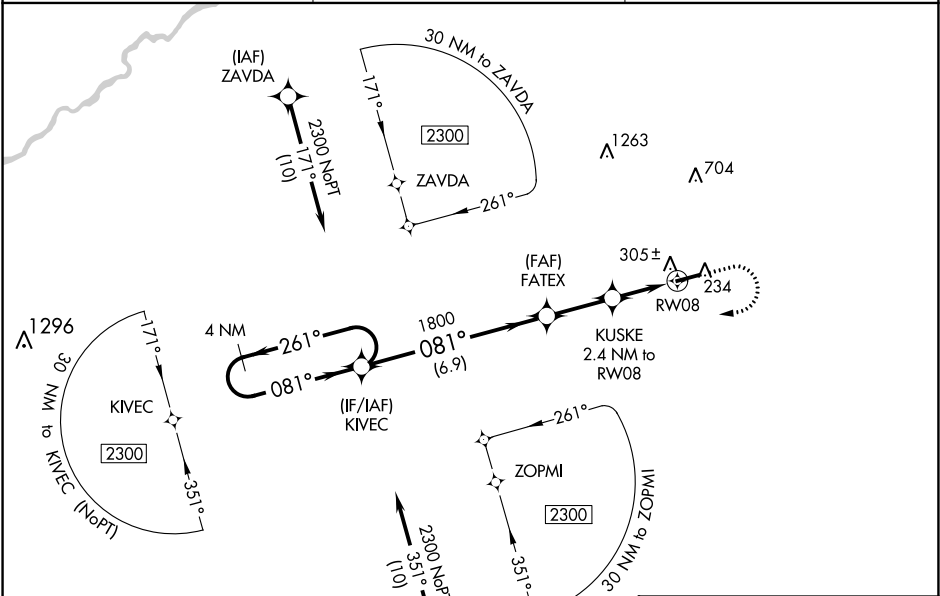 30 NM to ZAVDA
(IAF)
ZAVDA
171°
2300 NoPT
171°
(10)
2300
ZAVDA
261°
1263
704
(FAF)
FATEX
305±
234
RW08
KUSKE
2.4 NM to
RW08
1800
081°
(6.9)
4 NM
261°
081°
(IF/IAF)
KIVEC
1296
171°
KIVEC
2300
351°
30 NM to KIVEC (NoPT)
261°
ZOPMI
2300
351°
30 NM to ZOPMI
2300 NoPT
351°
(10)